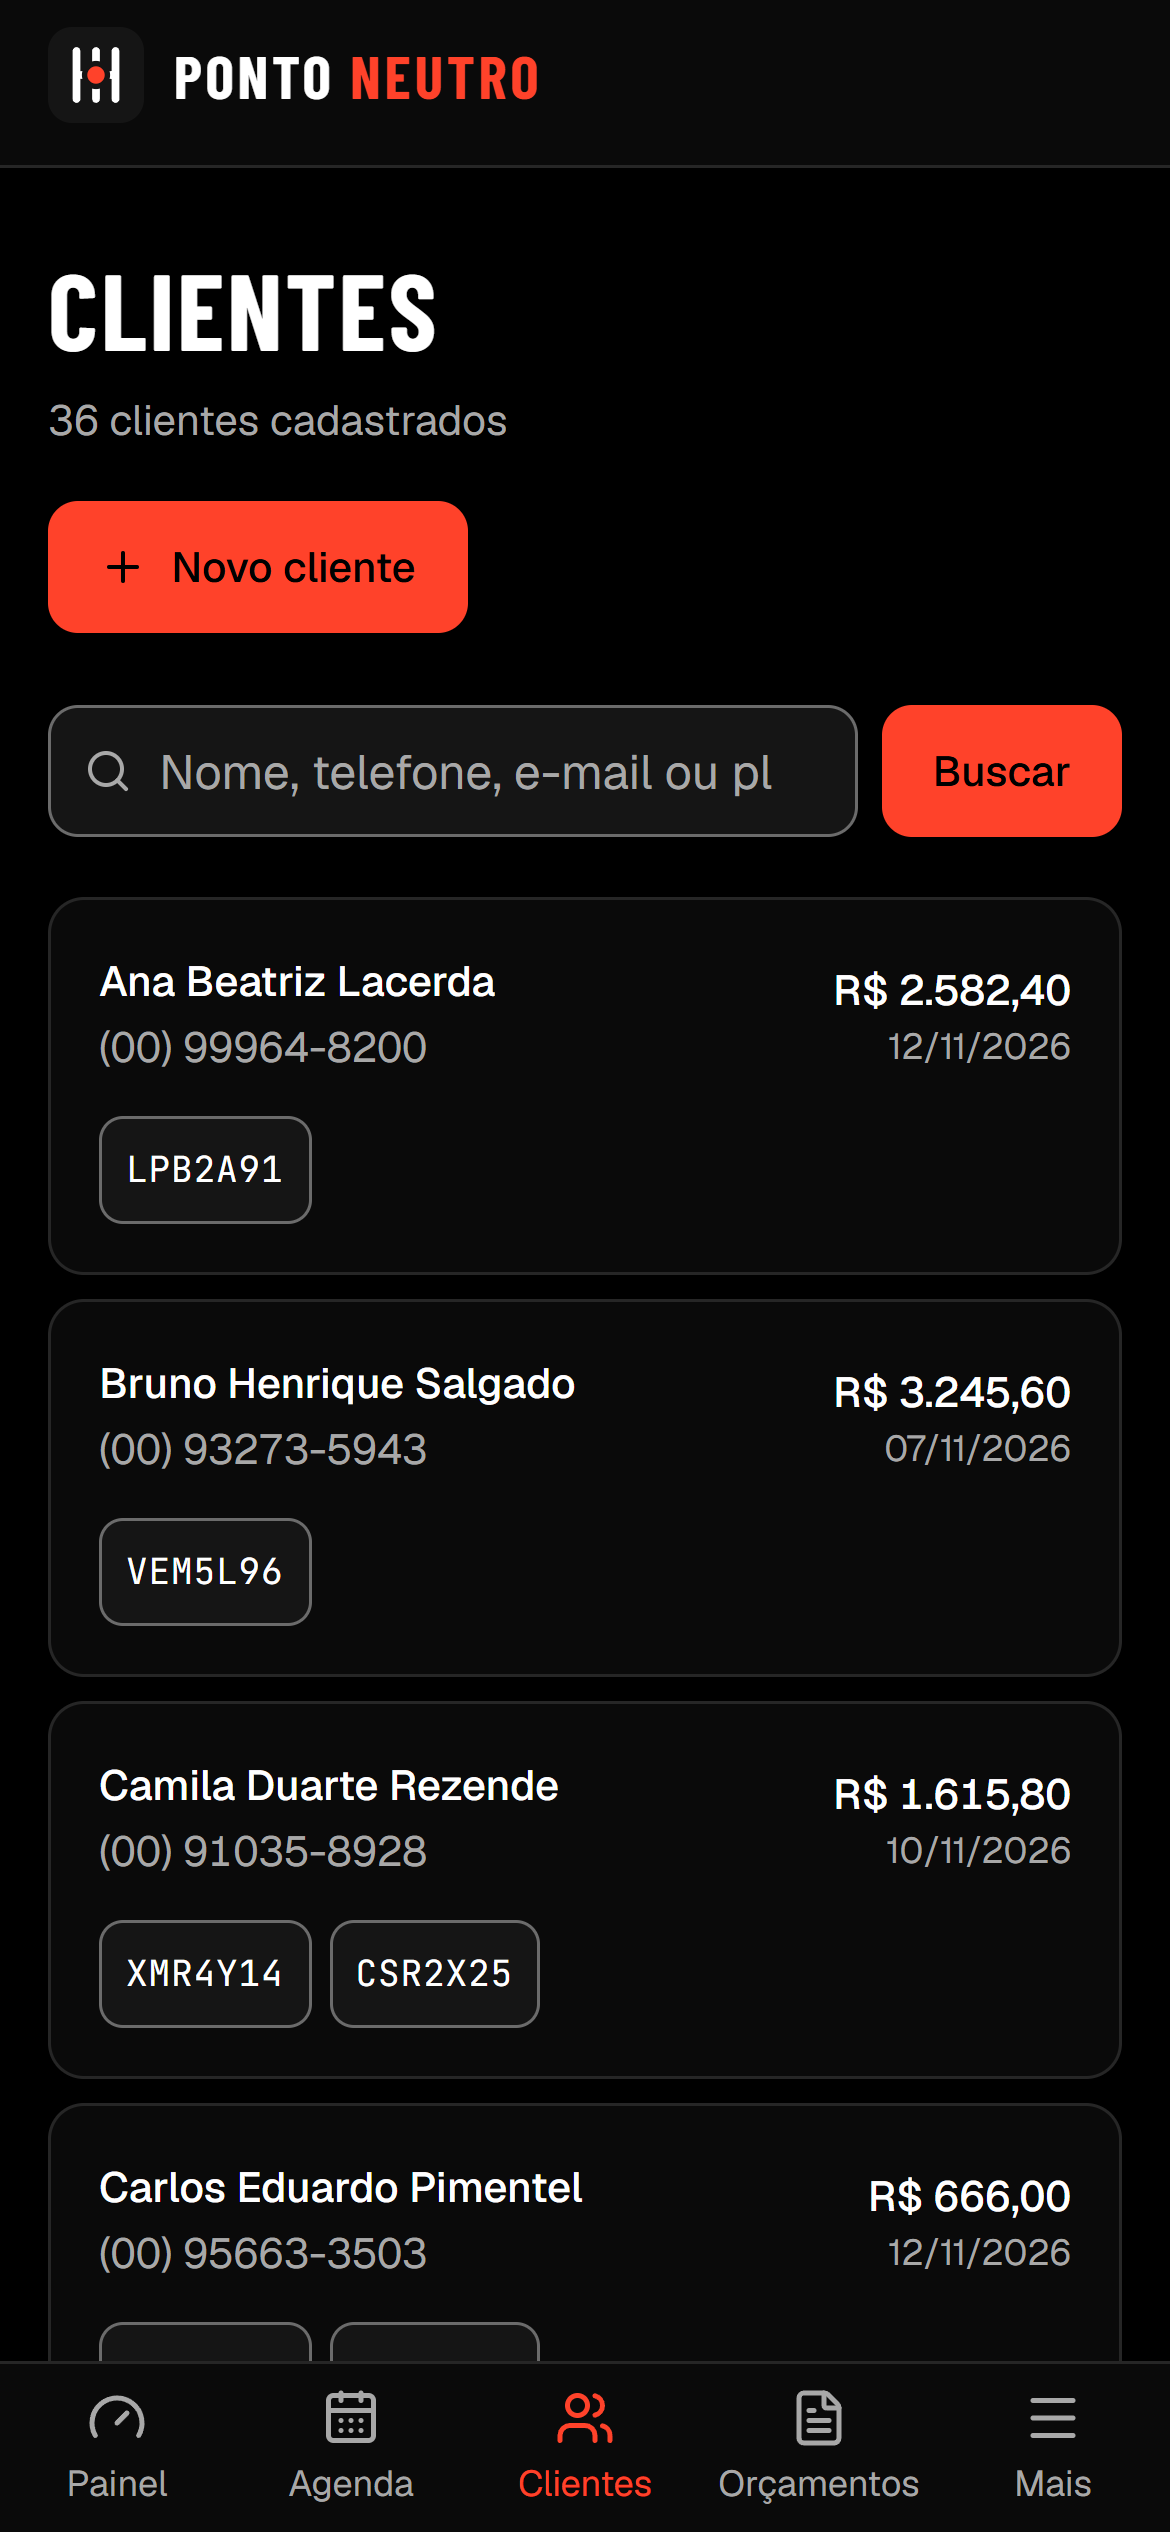 PONTO NEUTRO
CLIENTES
36 clientes cadastrados
+ Novo cliente
Nome, telefone, e-mail ou pl
Buscar
Ana Beatriz Lacerda
R$ 2.582,40
(00) 99964-8200
12/11/2026
LPB2A91
Bruno Henrique Salgado
R$ 3.245,60
(00) 93273-5943
07/11/2026
VEM5L96
Camila Duarte Rezende
R$ 1.615,80
(00) 91035-8928
10/11/2026
XMR4Y14 CSR2X25
Carlos Eduardo Pimentel
R$ 666,00
(00) 95663-3503
12/11/2026
Painel Agenda Clientes Orçamentos Mais